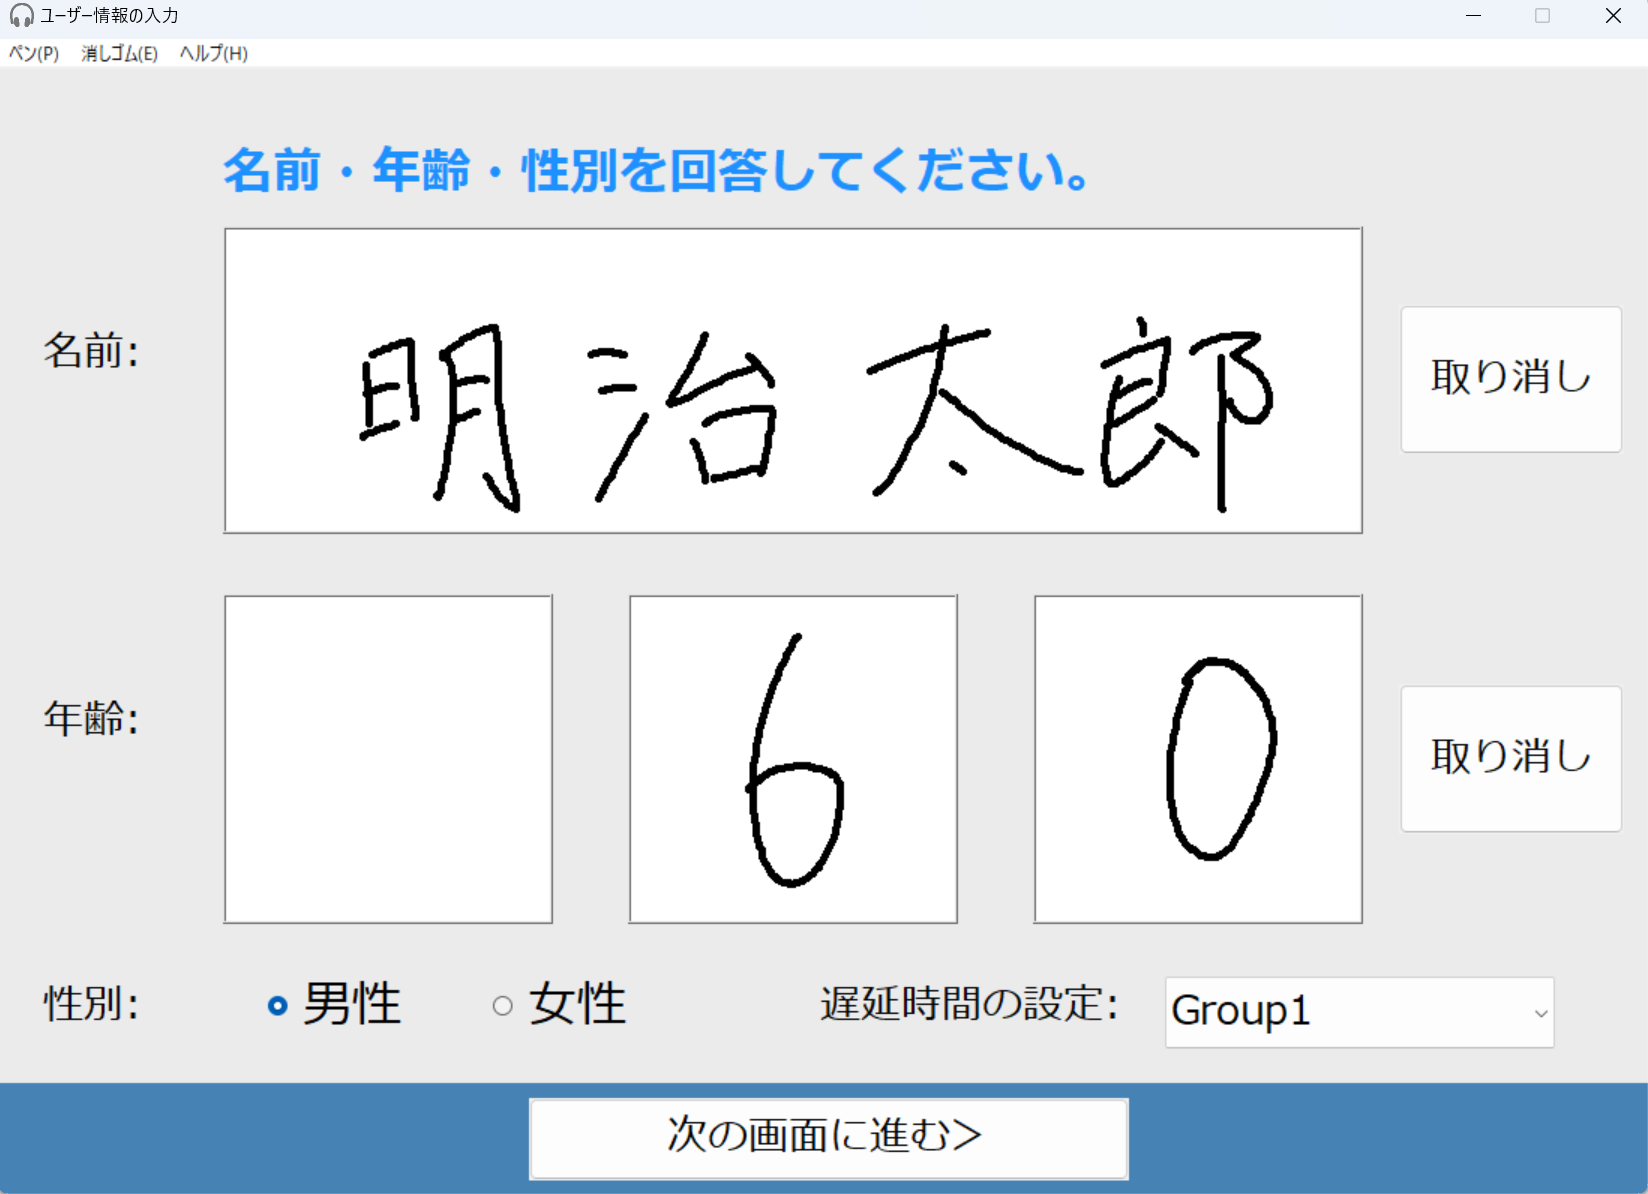 ユーザー情報の入力
ペン(P) 消しゴム(E) ヘルプ(H)
名前・年齢・性別を回答してください。
名前: 明治太郎 取り消し
年齢: 6 0 取り消し
性別: 男性 女性 遅延時間の設定: Group1
次の画面に進む>